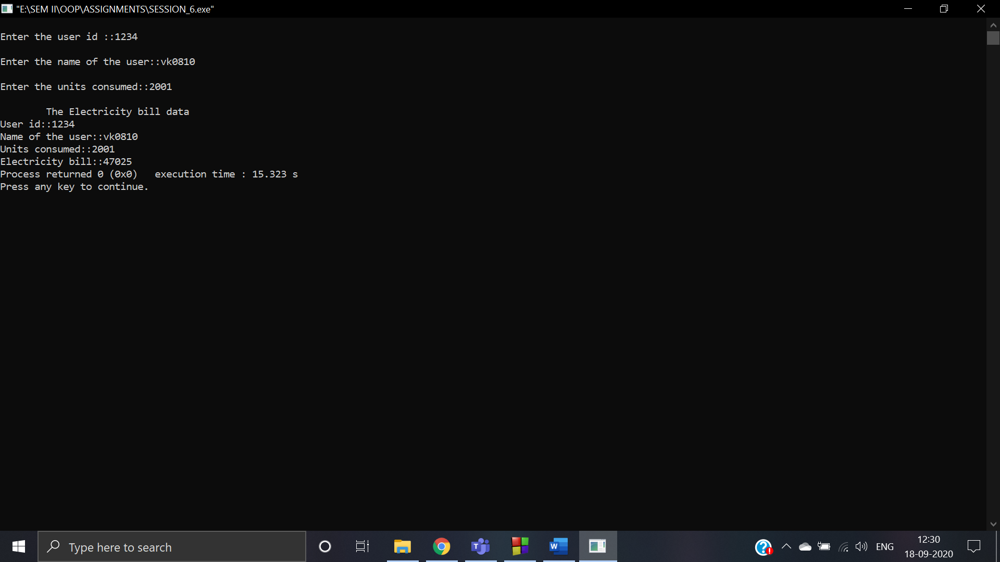 "E:\SEM II\OOP\ASSIGNMENTS\SESSION_6.exe"
Enter the user id ::1234
Enter the name of the user::vk0810
Enter the units consumed::2001
The Electricity bill data
User id::1234
Name of the user::vk0810
Units consumed::2001
Electricity bill::47025
Process returned 0 (0x0)   execution time : 15.323 s
Press any key to continue.
Type here to search
ENG
12:30
18-09-2020